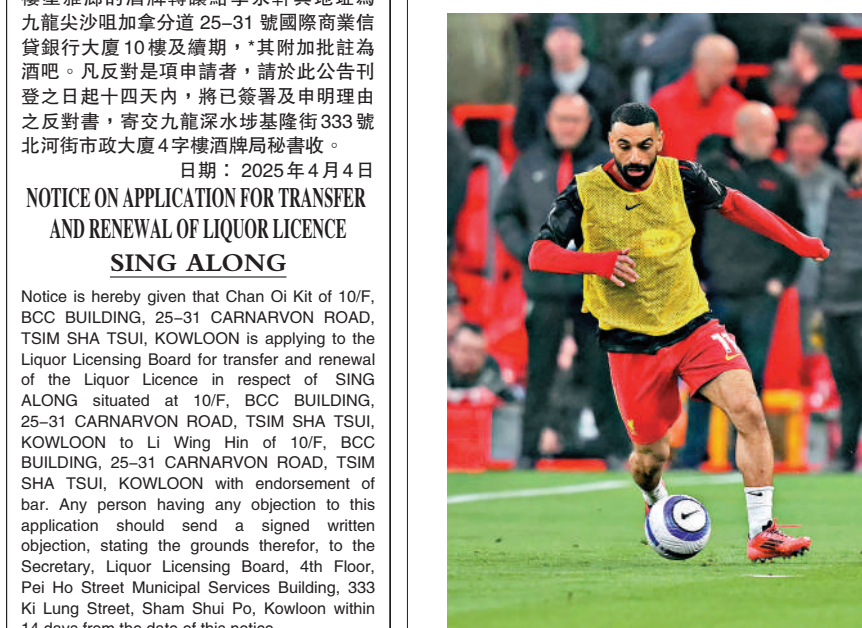 九龍尖沙咀加拿分道 25–31 號國際商業信
貸銀行大廈10樓及續期，*其附加批註為
酒吧。凡反對是項申請者，請於此公告刊
登之日起十四天內，將已簽署及申明理由
之反對書，寄交九龍深水埗基隆街333號
北河街市政大廈4字樓酒牌局秘書收。
日期： 2025年4月4日
NOTICE ON APPLICATION FOR TRANSFER
AND RENEWAL OF LIQUOR LICENCE
SING ALONG
Notice is hereby given that Chan Oi Kit of 10/F,
BCC BUILDING, 25–31 CARNARVON ROAD,
TSIM SHA TSUI, KOWLOON is applying to the
Liquor Licensing Board for transfer and renewal
of the Liquor Licence in respect of SING
ALONG situated at 10/F, BCC BUILDING,
25–31 CARNARVON ROAD, TSIM SHA TSUI,
KOWLOON to Li Wing Hin of 10/F, BCC
BUILDING, 25–31 CARNARVON ROAD, TSIM
SHA TSUI, KOWLOON with endorsement of
bar. Any person having any objection to this
application should send a signed written
objection, stating the grounds therefor, to the
Secretary, Liquor Licensing Board, 4th Floor,
Pei Ho Street Municipal Services Building, 333
Ki Lung Street, Sham Shui Po, Kowloon within
14 days from the date of this notice.
11